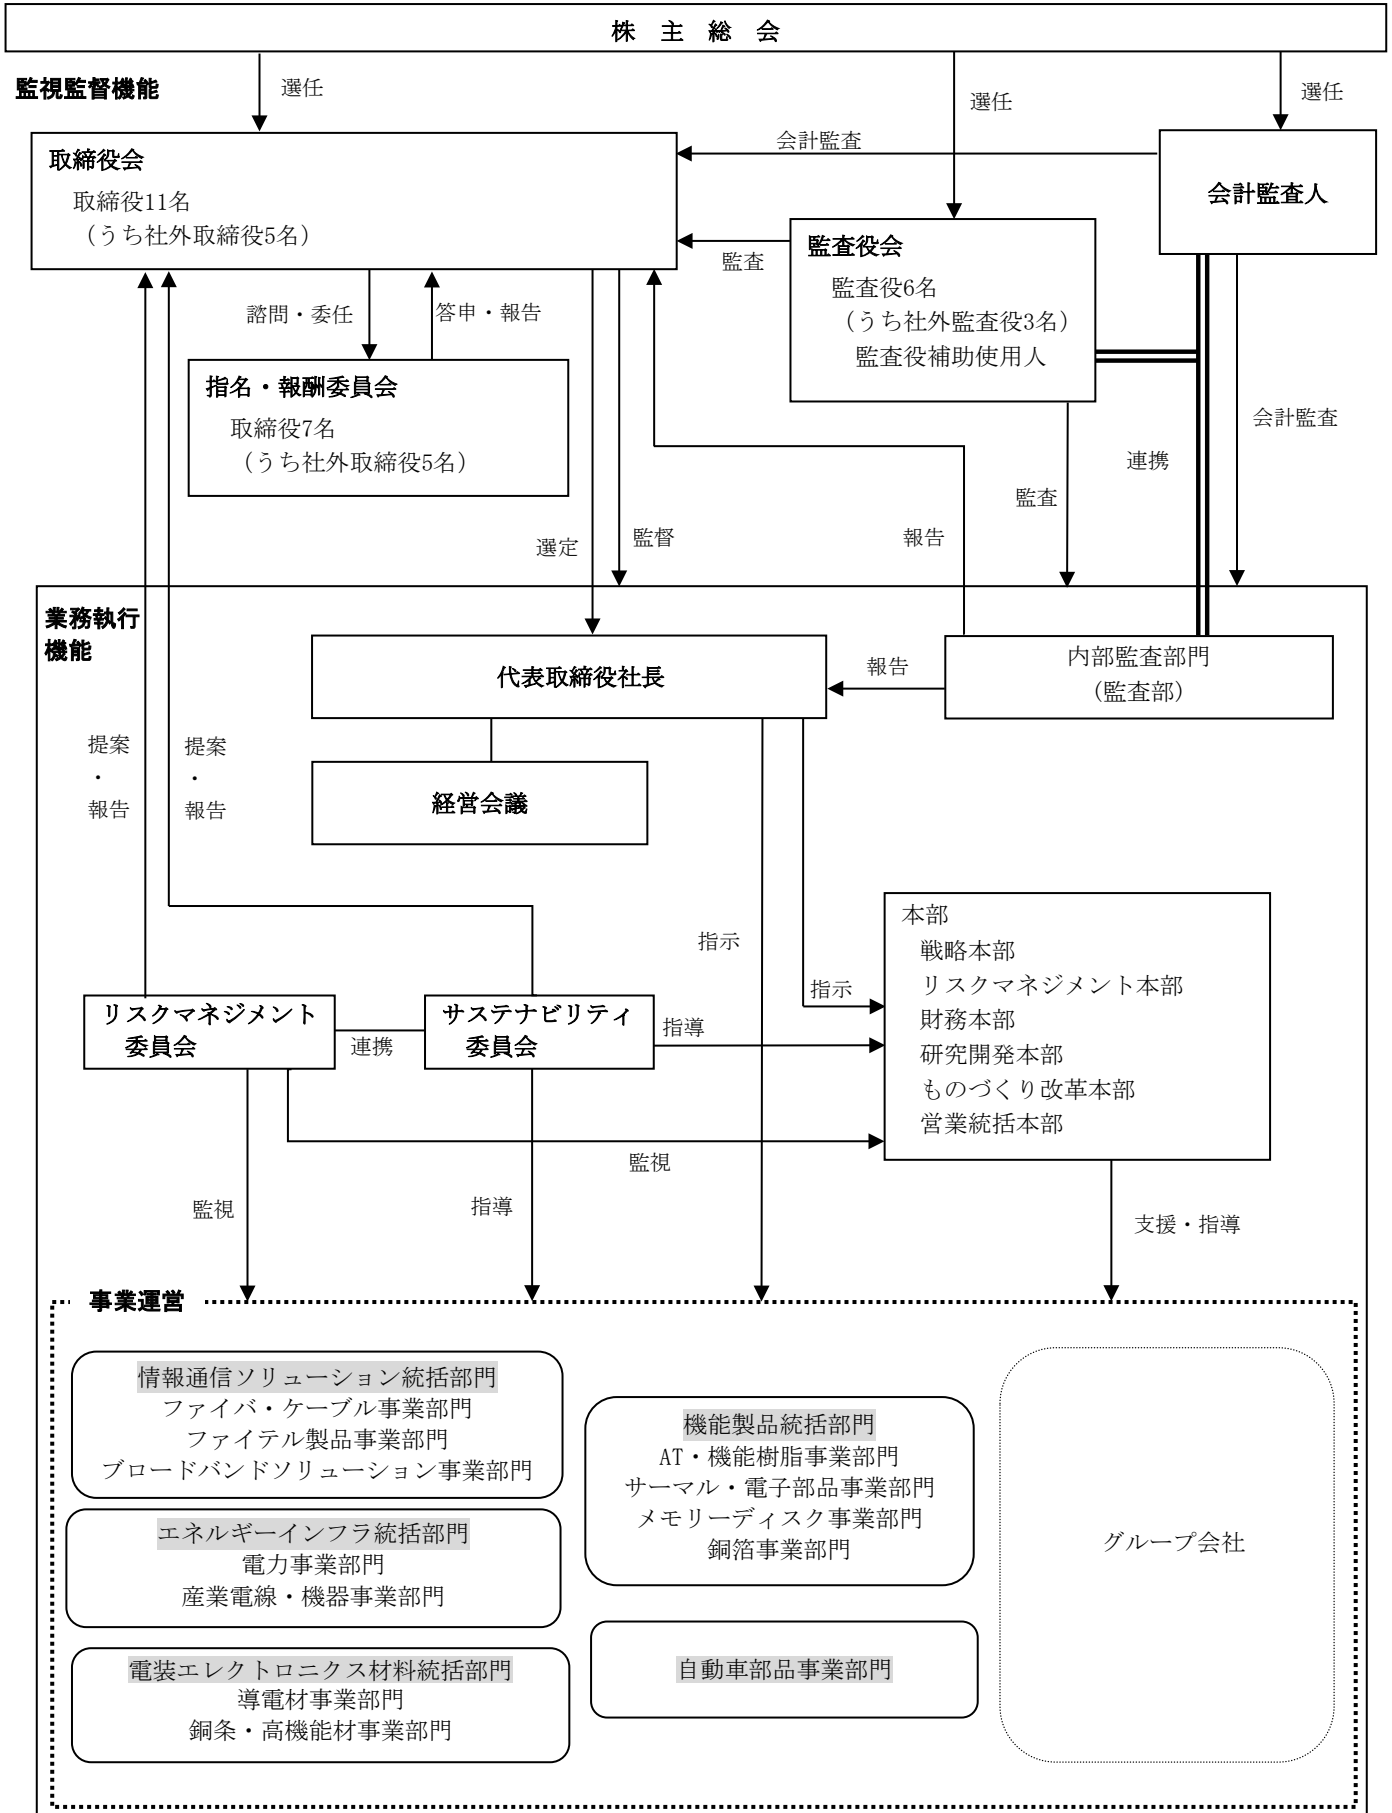 株 主 総 会
監視監督機能
選任
選任
選任
会計監査
取締役会
取締役11名
(うち社外取締役5名)
会計監査人
監査
監査役会
監査役6名
(うち社外監査役3名)
監査役補助使用人
諮問・委任
答申・報告
指名・報酬委員会
取締役7名
(うち社外取締役5名)
会計監査
連携
監査
報告
監督
選定
業務執行
機能
代表取締役社長
報告
内部監査部門
(監査部)
提案
・
報告
提案
・
報告
経営会議
指示
指示
本部
戦略本部
リスクマネジメント本部
財務本部
研究開発本部
ものづくり改革本部
営業統括本部
リスクマネジメント
委員会
連携
サステナビリティ
委員会
指導
監視
監視
指導
支援・指導
事業運営
情報通信ソリューション統括部門
ファイバ・ケーブル事業部門
ファイテル製品事業部門
ブロードバンドソリューション事業部門
機能製品統括部門
AT・機能樹脂事業部門
サーマル・電子部品事業部門
メモリーディスク事業部門
銅箔事業部門
グループ会社
エネルギーインフラ統括部門
電力事業部門
産業電線・機器事業部門
自動車部品事業部門
電装エレクトロニクス材料統括部門
導電材事業部門
銅条・高機能材事業部門